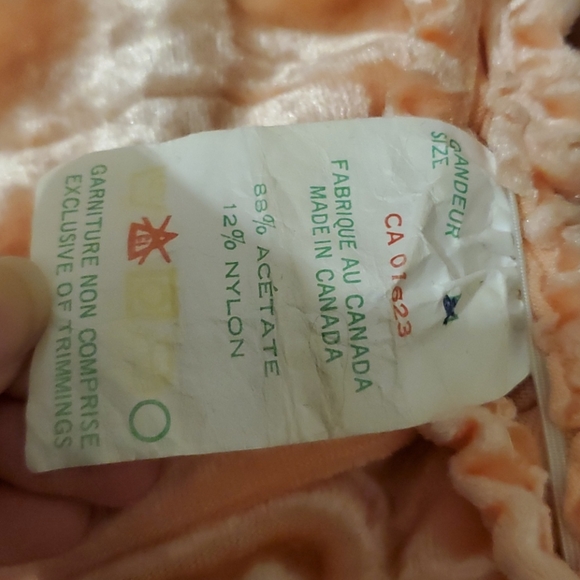 GANDEUR
SIZE
CA 01623
FABRIQUE AU CANADA
MADE IN CANADA
88% ACÉTATE
12% NYLON
GARNITURE NON COMPRISE
EXCLUSIVE OF TRIMMINGS